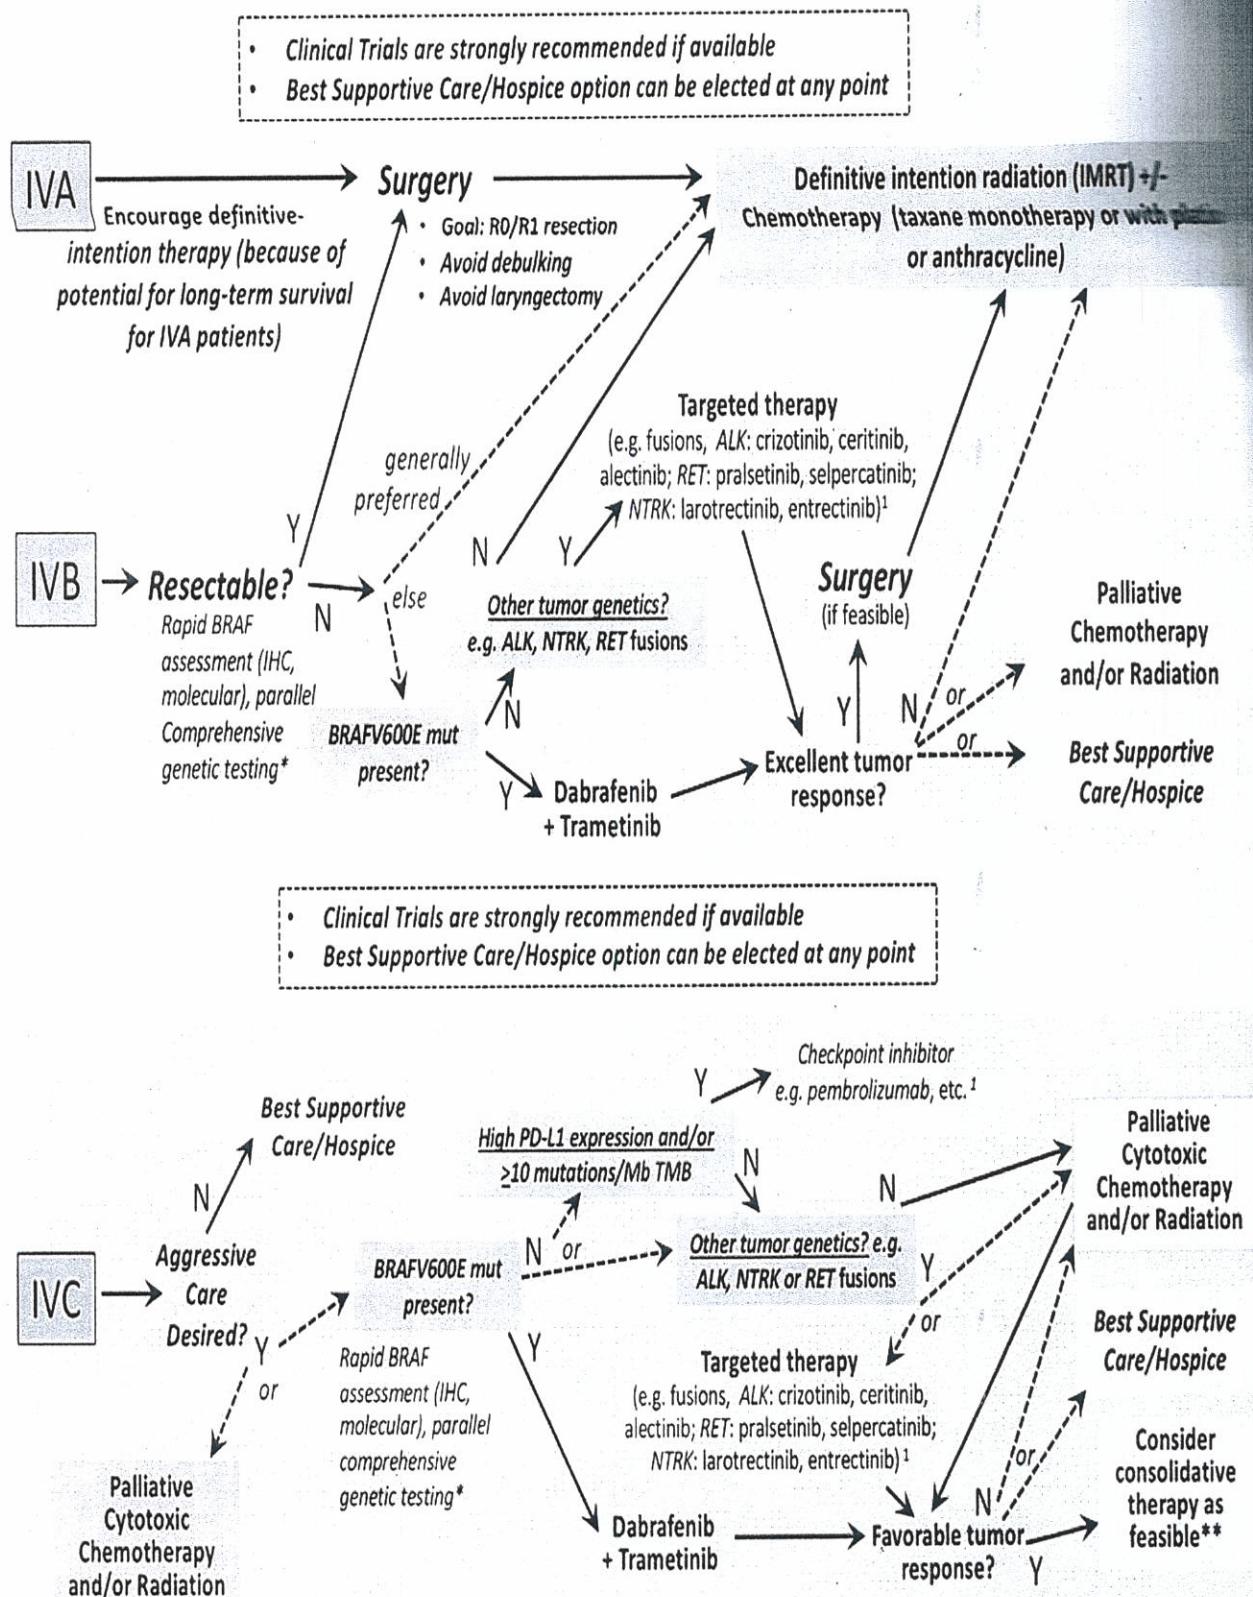 • Clinical Trials are strongly recommended if available
• Best Supportive Care/Hospice option can be elected at any point
IVA
Encourage definitive-
intention therapy (because of
potential for long-term survival
for IVA patients)
Surgery
• Goal: R0/R1 resection
• Avoid debulking
• Avoid laryngectomy
Definitive intention radiation (IMRT) +/-
Chemotherapy (taxane monotherapy or with
or anthracycline)
IVB
Resectable?
Rapid BRAF
assessment (IHC,
molecular), parallel
Comprehensive
genetic testing*
Y
N
generally
preferred
else
BRAFV600E mut
present?
N
Y
Other tumor genetics?
e.g. ALK, NTRK, RET fusions
N
Y
Targeted therapy
(e.g. fusions, ALK: crizotinib, ceritinib,
alectinib; RET: pralsetinib, selpercatinib;
NTRK: larotrectinib, entrectinib)¹
Dabrafenib
+ Trametinib
Excellent tumor
response?
Y
N
or
or
Surgery
(if feasible)
Palliative
Chemotherapy
and/or Radiation
Best Supportive
Care/Hospice
• Clinical Trials are strongly recommended if available
• Best Supportive Care/Hospice option can be elected at any point
IVC
Aggressive
Care
Desired?
N
Best Supportive
Care/Hospice
Y
or
Palliative
Cytotoxic
Chemotherapy
and/or Radiation
BRAFV600E mut
present?
Rapid BRAF
assessment (IHC,
molecular), parallel
comprehensive
genetic testing*
N
or
Y
High PD-L1 expression and/or
≥10 mutations/Mb TMB
Y
Checkpoint inhibitor
e.g. pembrolizumab, etc. ¹
N
Other tumor genetics? e.g.
ALK, NTRK or RET fusions
N
Y
or
Targeted therapy
(e.g. fusions, ALK: crizotinib, ceritinib,
alectinib; RET: pralsetinib, selpercatinib;
NTRK: larotrectinib, entrectinib) ¹
Dabrafenib
+ Trametinib
Favorable tumor
response?
N
or
Y
Palliative
Cytotoxic
Chemotherapy
and/or Radiation
Best Supportive
Care/Hospice
Consider
consolidative
therapy as
feasible**